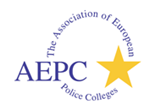 The Association of European
AEPC
Police Colleges